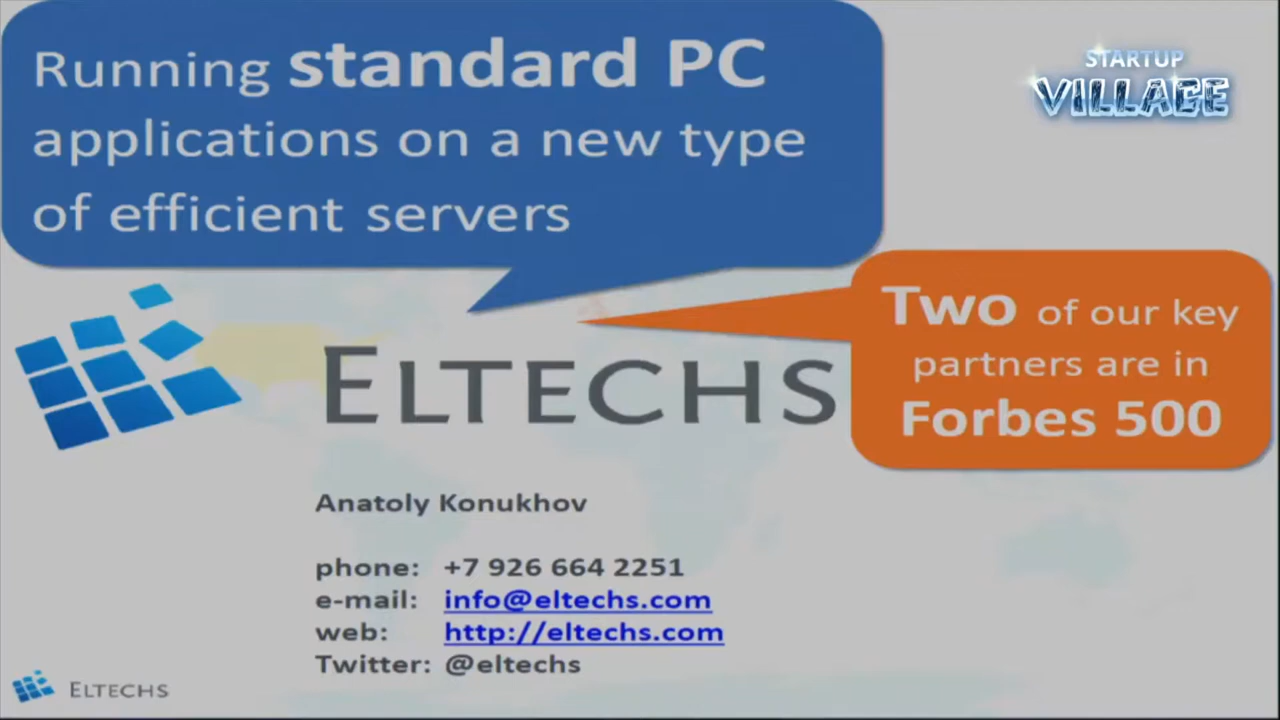 Running standard PC
applications on a new type
of efficient servers
STARTUP
VILLAGE
Two of our key
partners are in
Forbes 500
ELTECHS
Anatoly Konukhov
phone: +7 926 664 2251
e-mail: info@eltechs.com
web: http://eltechs.com
Twitter: @eltechs
ELTECHS